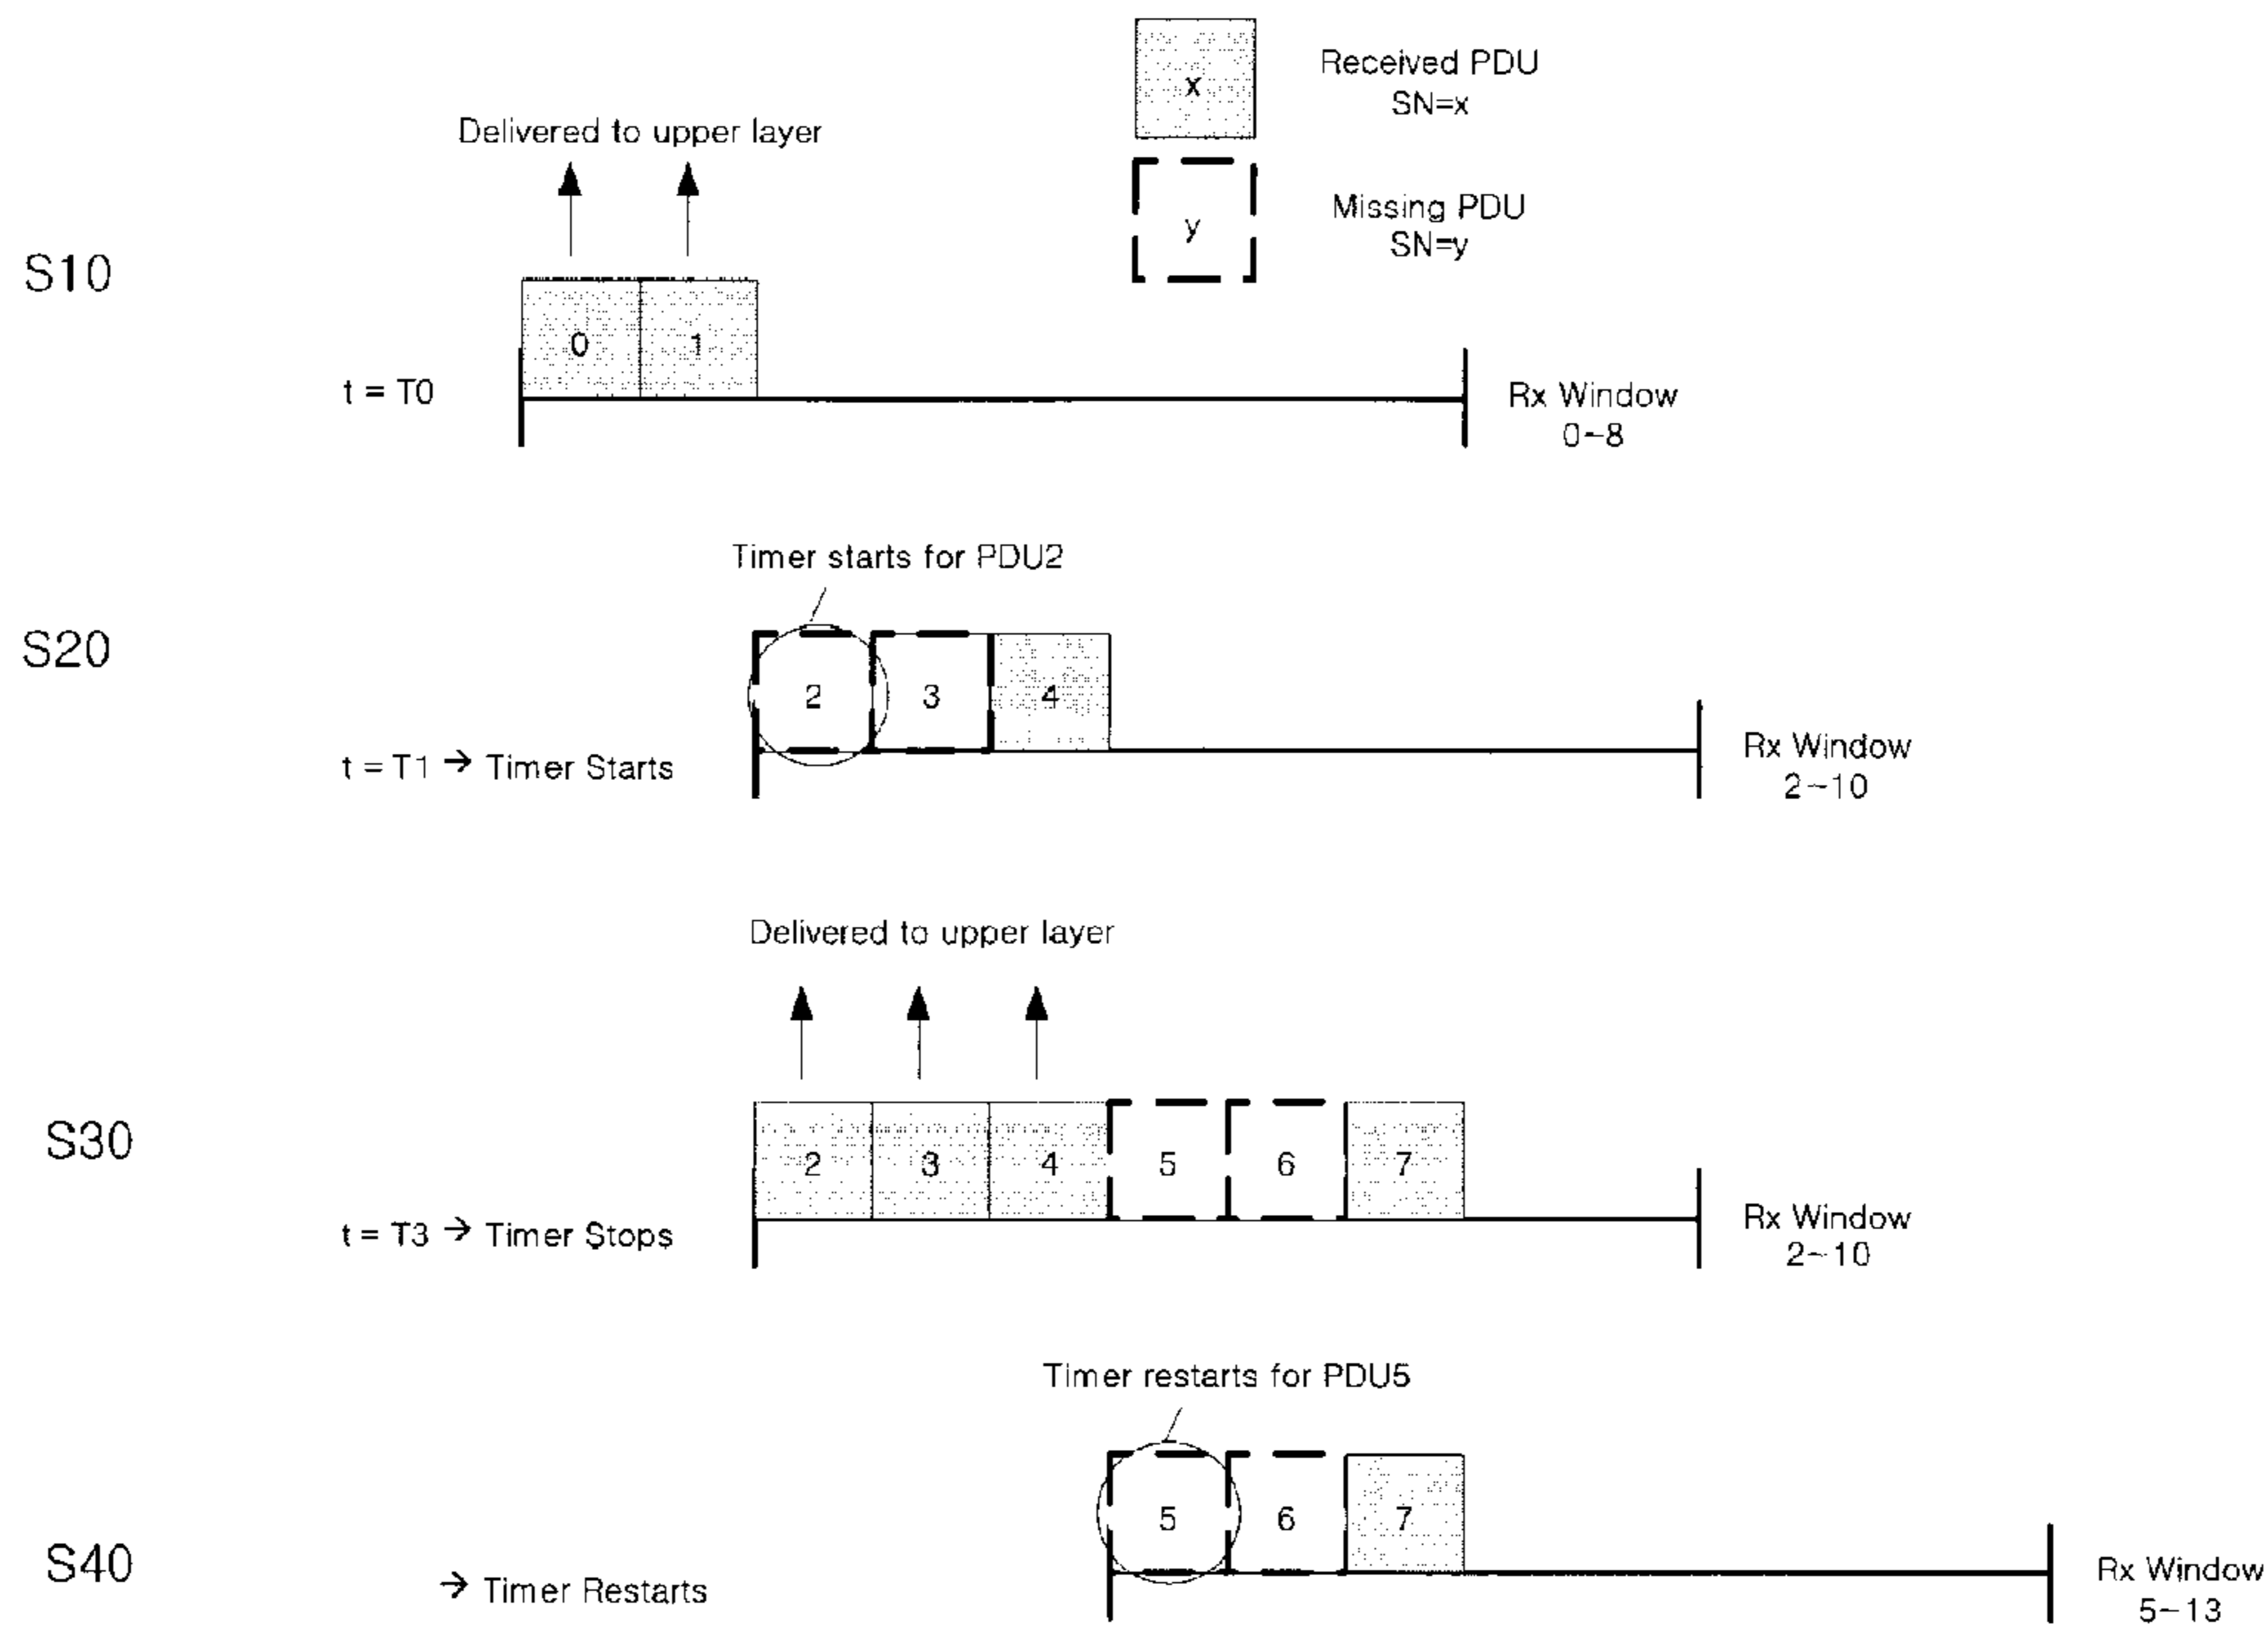 x
Received PDU
SN=x
y
Missing PDU
SN=y
Delivered to upper layer
S10
0 1
t = T0
Rx Window
0~8
Timer starts for PDU2
S20
2 3 4
t = T1 → Timer Starts
Rx Window
2~10
Delivered to upper layer
S30
2 3 4 5 6 7
t = T3 → Timer Stops
Rx Window
2~10
Timer restarts for PDU5
5 6 7
S40
→ Timer Restarts
Rx Window
5~13